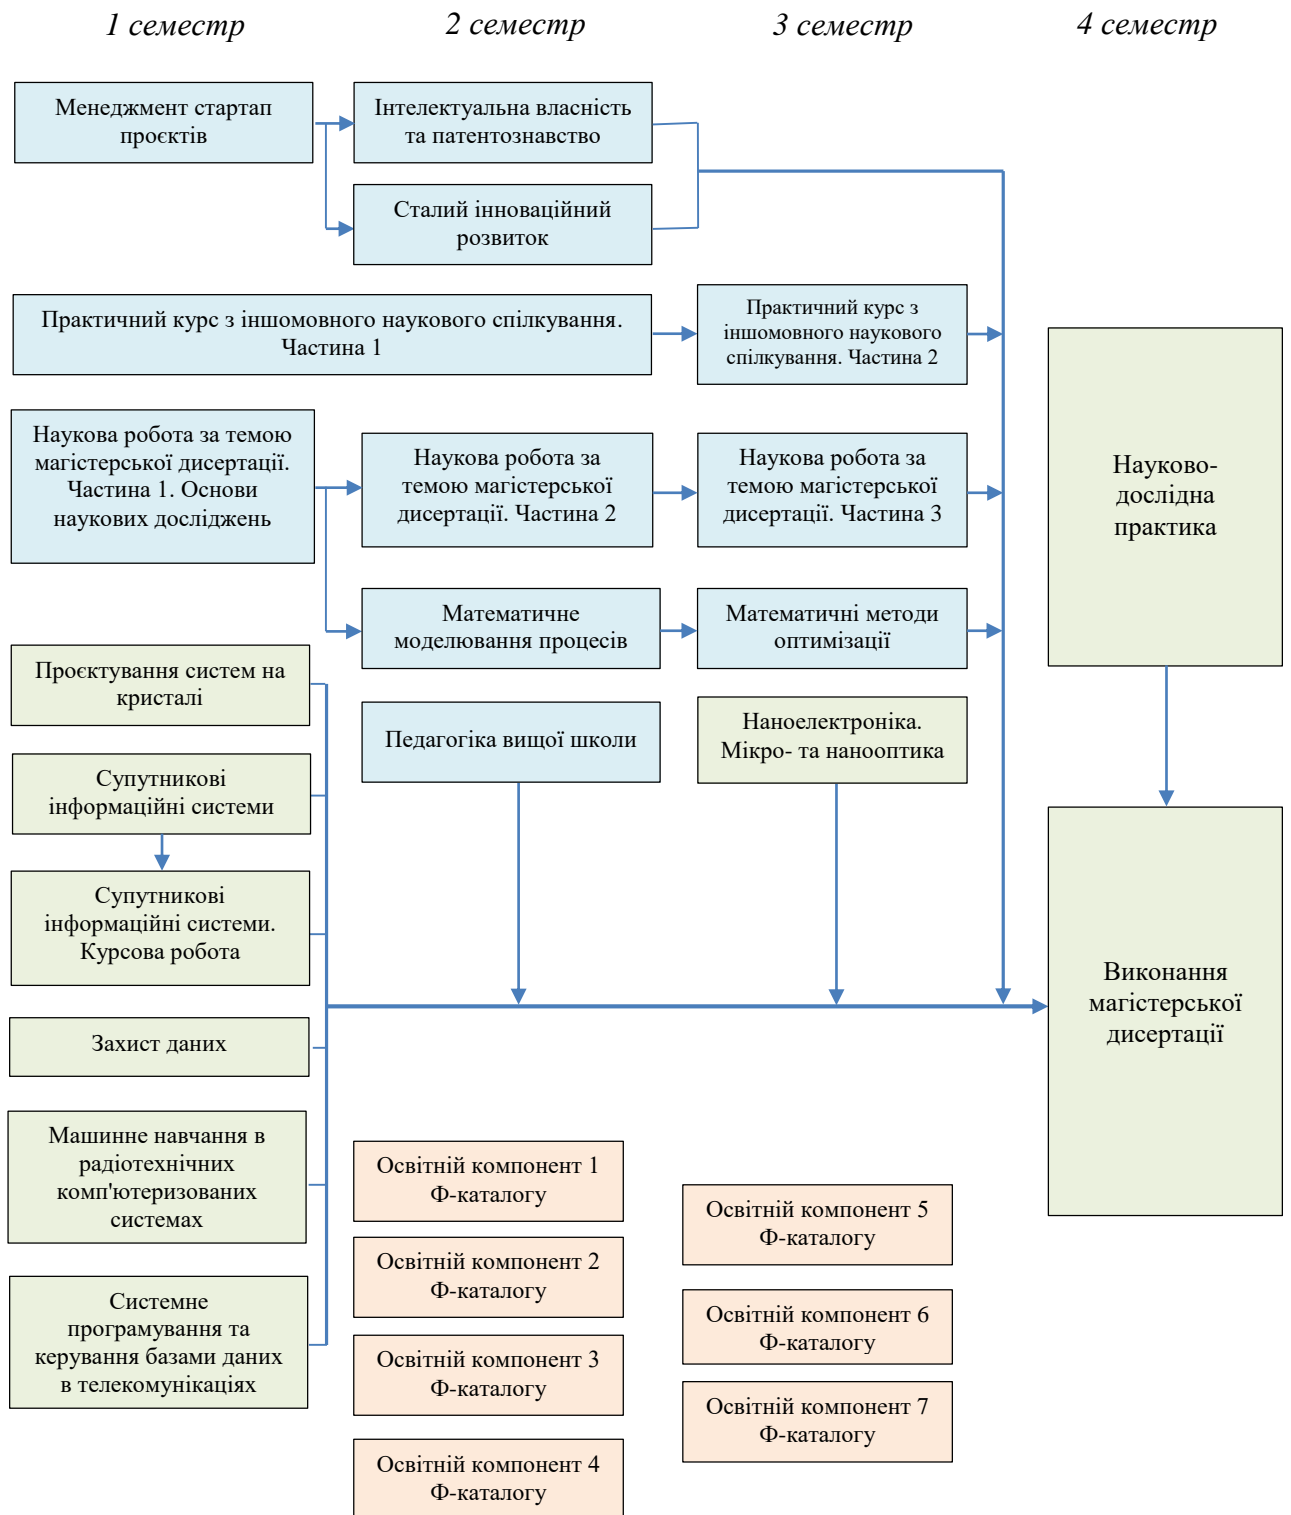 1 семестр
2 семестр
3 семестр
4 семестр
Менеджмент стартап
проєктів
Інтелектуальна власність
та патентознавство
Сталий інноваційний
розвиток
Практичний курс з іншомовного наукового спілкування.
Частина 1
Практичний курс з
іншомовного наукового
спілкування. Частина 2
Наукова робота за темою
магістерської дисертації.
Частина 1. Основи
наукових досліджень
Наукова робота за
темою магістерської
дисертації. Частина 2
Наукова робота за
темою магістерської
дисертації. Частина 3
Науково-
дослідна
практика
Математичне
моделювання процесів
Математичні методи
оптимізації
Проєктування систем на
кристалі
Педагогіка вищої школи
Наноелектроніка.
Мікро- та нанооптика
Супутникові
інформаційні системи
Супутникові
інформаційні системи.
Курсова робота
Виконання
магістерської
дисертації
Захист даних
Машинне навчання в
радіотехнічних
комп'ютеризованих
системах
Системне
програмування та
керування базами даних
в телекомунікаціях
Освітній компонент 1
Ф-каталогу
Освітній компонент 2
Ф-каталогу
Освітній компонент 3
Ф-каталогу
Освітній компонент 4
Ф-каталогу
Освітній компонент 5
Ф-каталогу
Освітній компонент 6
Ф-каталогу
Освітній компонент 7
Ф-каталогу